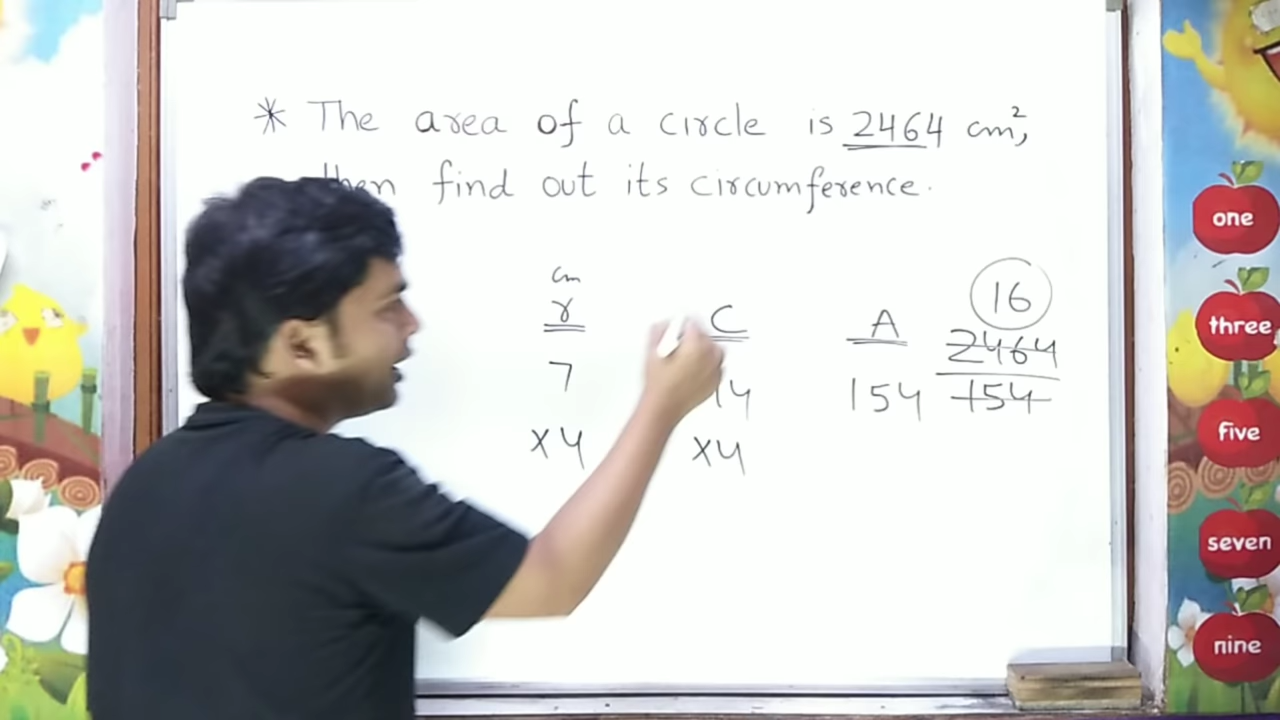 * The area of a circle is 2464 cm²,
then find out its circumference.
cm
r C A 16
2464
7 154 154
×4 ×4
one
three
five
seven
nine